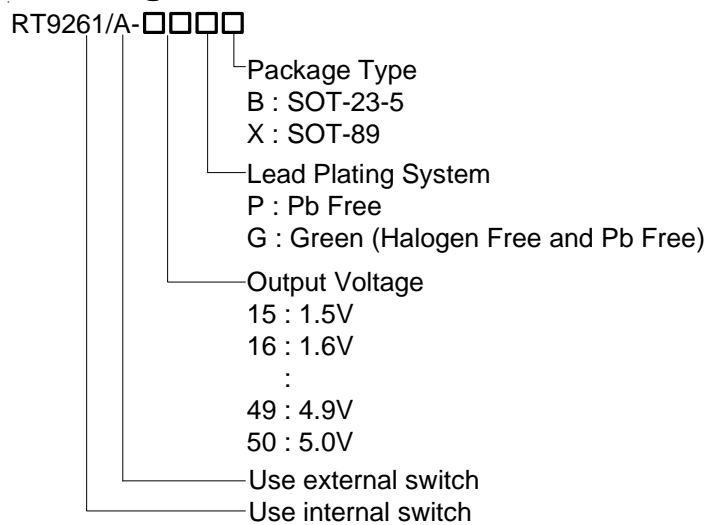 RT9261/A-□□□□
Package Type
B : SOT-23-5
X : SOT-89
Lead Plating System
P : Pb Free
G : Green (Halogen Free and Pb Free)
Output Voltage
15 : 1.5V
16 : 1.6V
:
49 : 4.9V
50 : 5.0V
Use external switch
Use internal switch